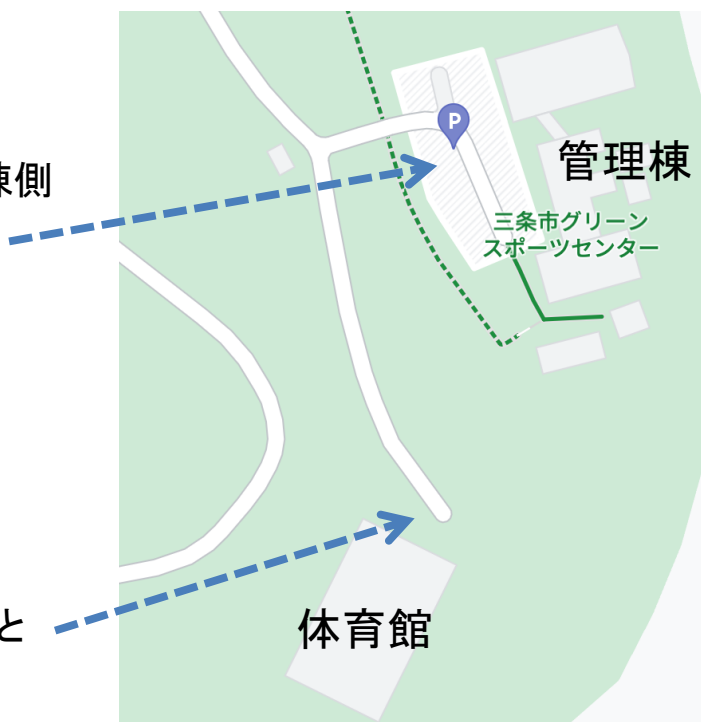 P
管理棟
棟側
三条市グリーン
スポーツセンター
と
体育館